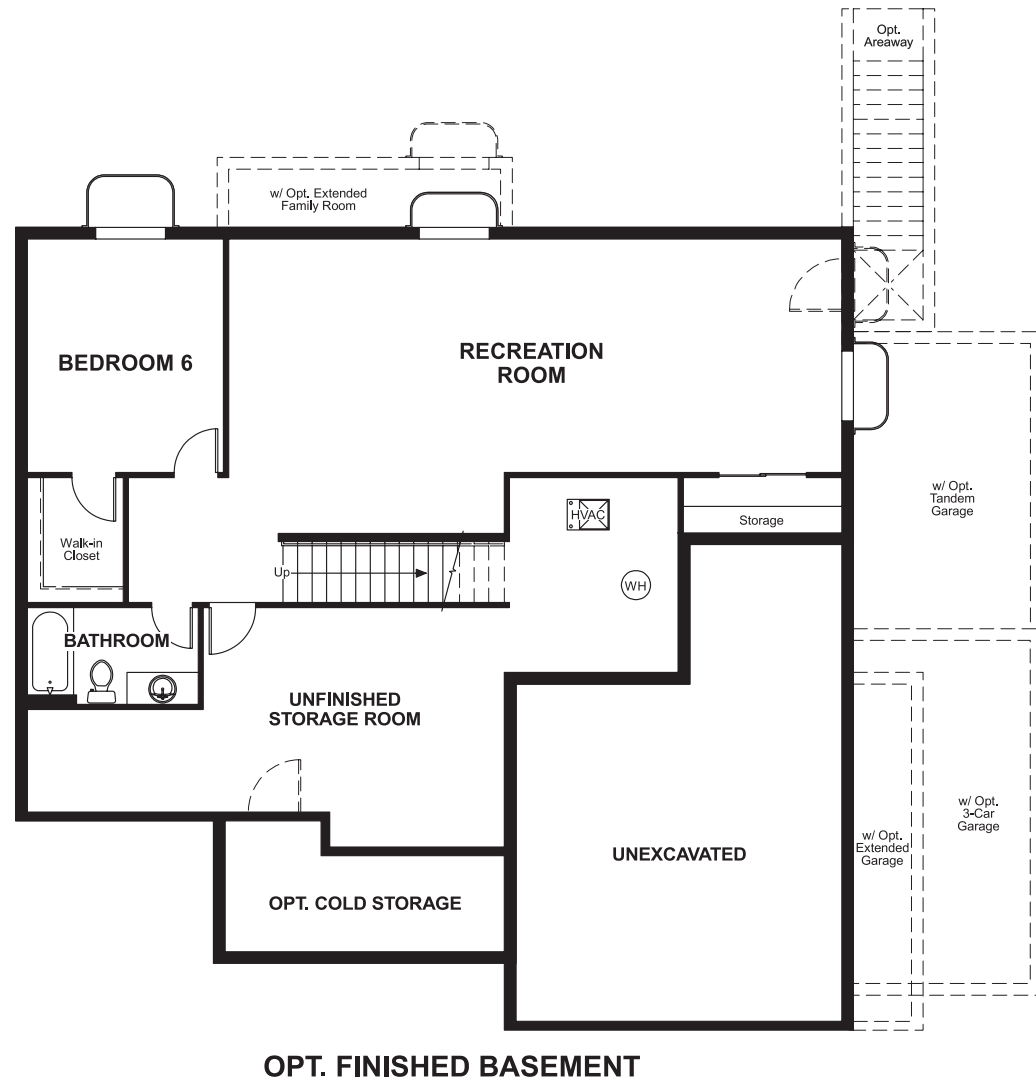 Opt.
Areaway
w/ Opt. Extended
Family Room
BEDROOM 6
RECREATION
ROOM
w/ Opt.
Tandem
Garage
HVAC
Storage
Walk-in
Closet
Up
WH
BATHROOM
UNFINISHED
STORAGE ROOM
w/ Opt.
3-Car
Garage
w/ Opt.
Extended
Garage
UNEXCAVATED
OPT. COLD STORAGE
OPT. FINISHED BASEMENT